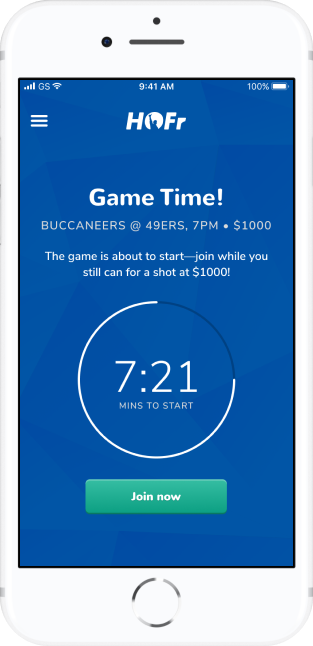 GS 9:41 AM 100%
HOFr
Game Time!
BUCCANEERS @ 49ERS, 7PM • $1000
The game is about to start—join while you
still can for a shot at $1000!
7:21
MINS TO START
Join now